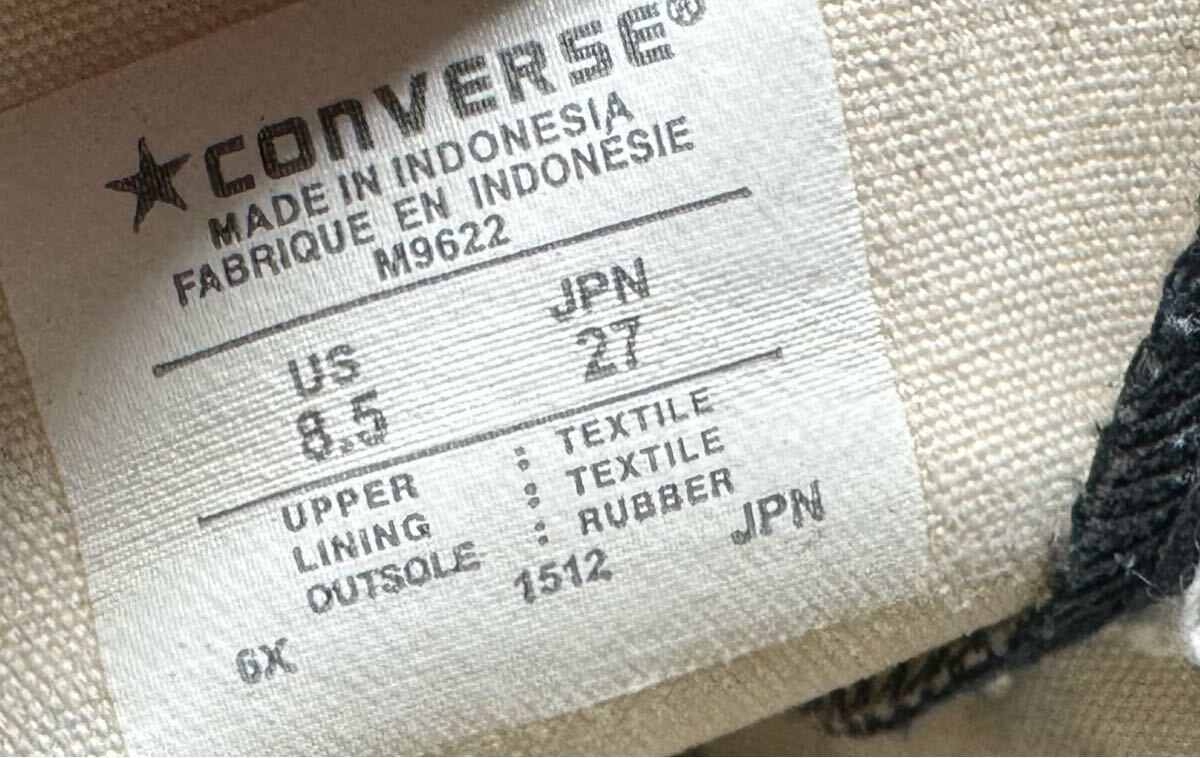 ★CONVERSE®
MADE IN INDONESIA
FABRIQUE EN INDONÉSIE
M9622
US JPN
8.5 27
UPPER : TEXTILE
LINING : TEXTILE
OUTSOLE : RUBBER
1512 JPN
6X